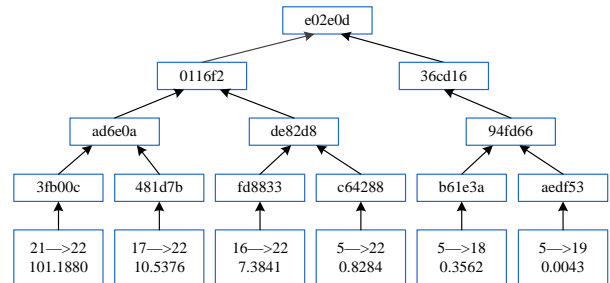 e02e0d
0116f2
36cd16
ad6e0a
de82d8
94fd66
3fb00c
481d7b
fd8833
c64288
b61e3a
aedf53
21—>22
101.1880
17—>22
10.5376
16—>22
7.3841
5—>22
0.8284
5—>18
0.3562
5—>19
0.0043